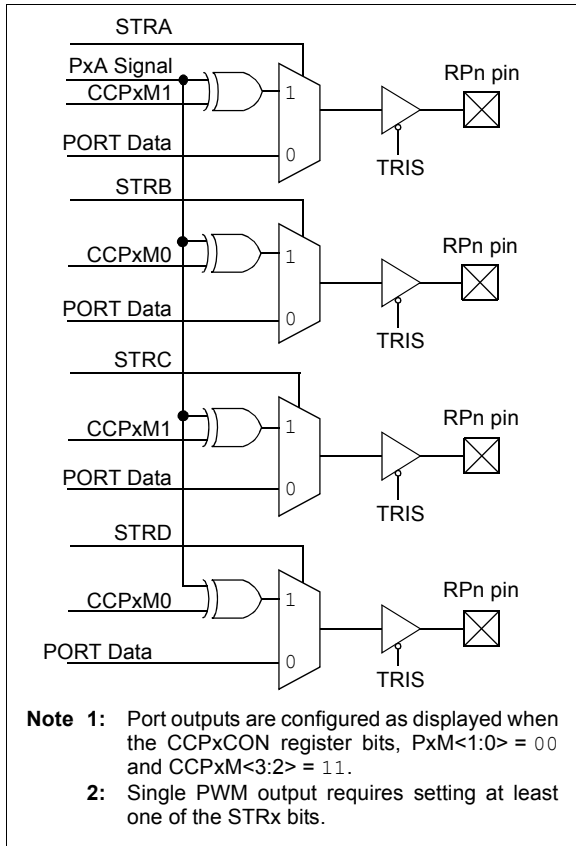 STRA
PxA Signal
CCPxM1
PORT Data
1
0
TRIS
RPn pin
STRB
CCPxM0
PORT Data
1
0
TRIS
RPn pin
STRC
CCPxM1
PORT Data
1
0
TRIS
RPn pin
STRD
CCPxM0
PORT Data
1
0
TRIS
RPn pin
Note 1: Port outputs are configured as displayed when
the CCPxCON register bits, PxM<1:0> = 00
and CCPxM<3:2> = 11.
2: Single PWM output requires setting at least
one of the STRx bits.